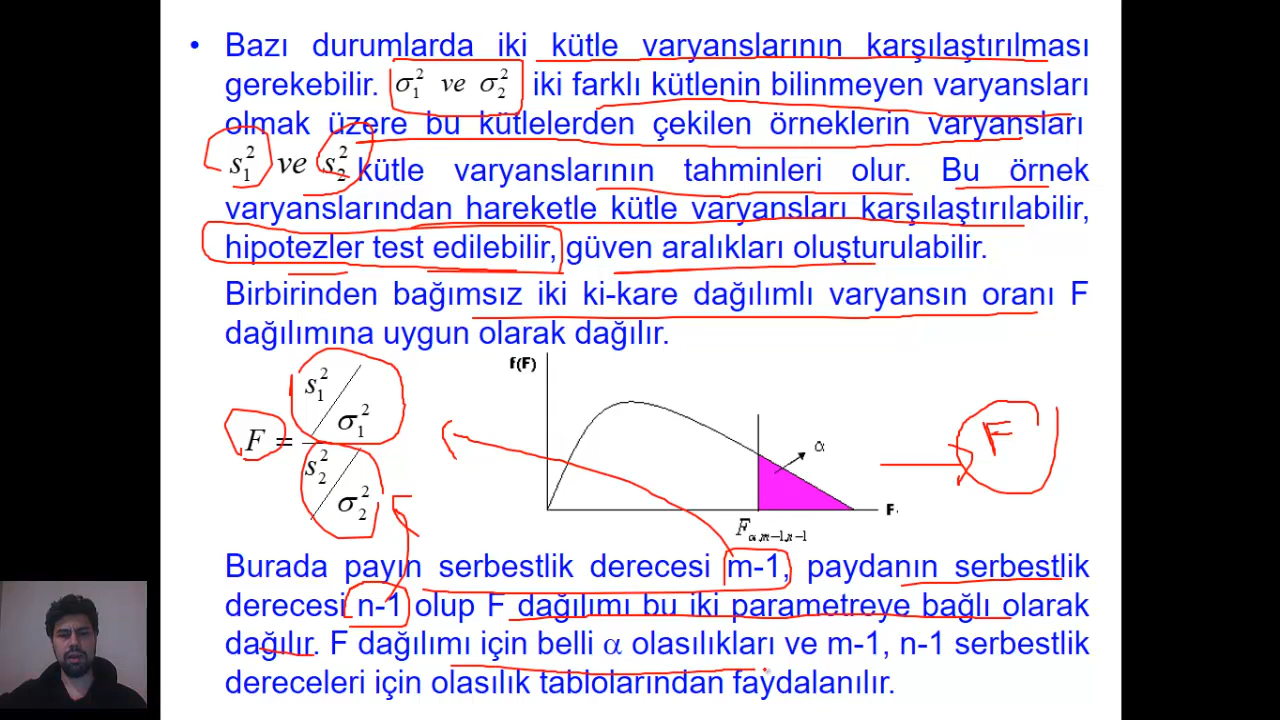 • Bazı durumlarda iki kütle varyanslarının karşılaştırılması
gerekebilir. σ₁² ve σ₂² iki farklı kütlenin bilinmeyen varyansları
olmak üzere bu kütlelerden çekilen örneklerin varyansları
s₁² ve s₂² kütle varyanslarının tahminleri olur. Bu örnek
varyanslarından hareketle kütle varyansları karşılaştırılabilir,
hipotezler test edilebilir, güven aralıkları oluşturulabilir.
Birbirinden bağımsız iki ki-kare dağılımlı varyansın oranı F
dağılımına uygun olarak dağılır.
F = (s₁² / σ₁²) / (s₂² / σ₂²)
f(F)
α
F
F α,m-1,n-1
F
Burada payın serbestlik derecesi m-1, paydanın serbestlik
derecesi n-1 olup F dağılımı bu iki parametreye bağlı olarak
dağılır. F dağılımı için belli α olasılıkları ve m-1, n-1 serbestlik
dereceleri için olasılık tablolarından faydalanılır.